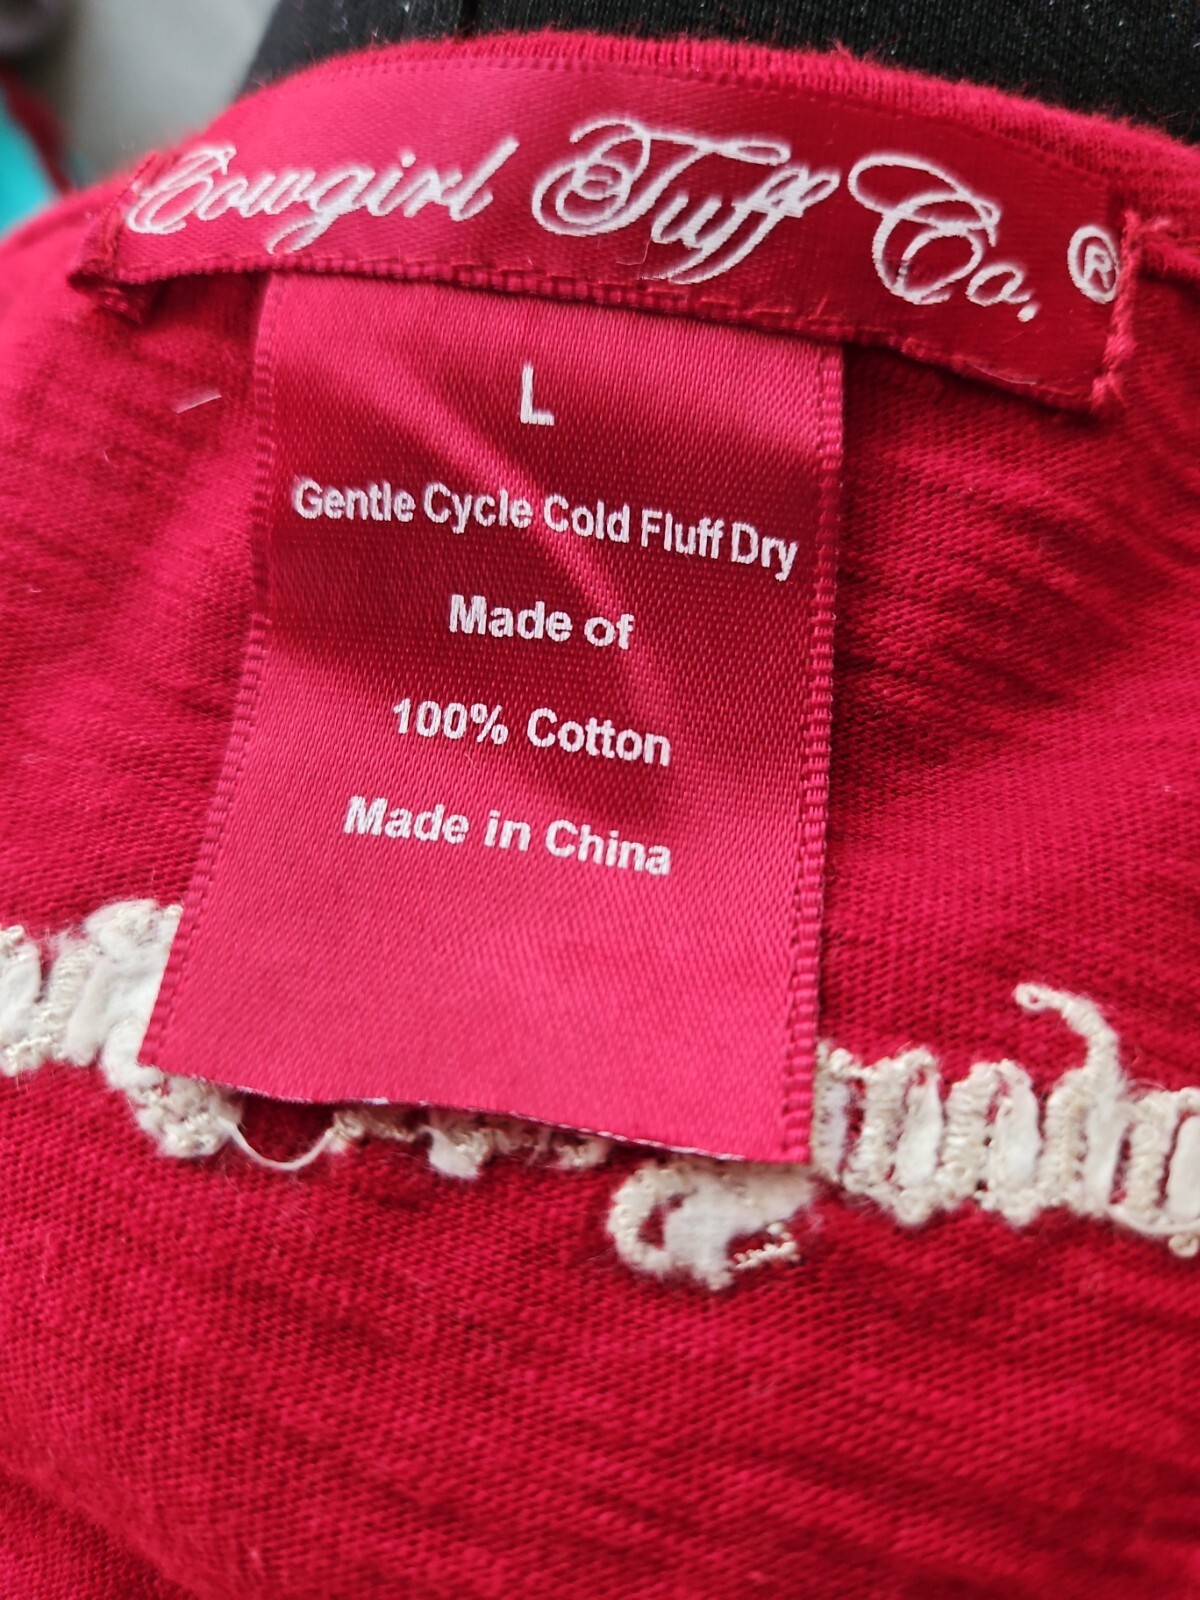 Cowgirl Tuff Co.®
L
Gentle Cycle Cold Fluff Dry
Made of
100% Cotton
Made in China